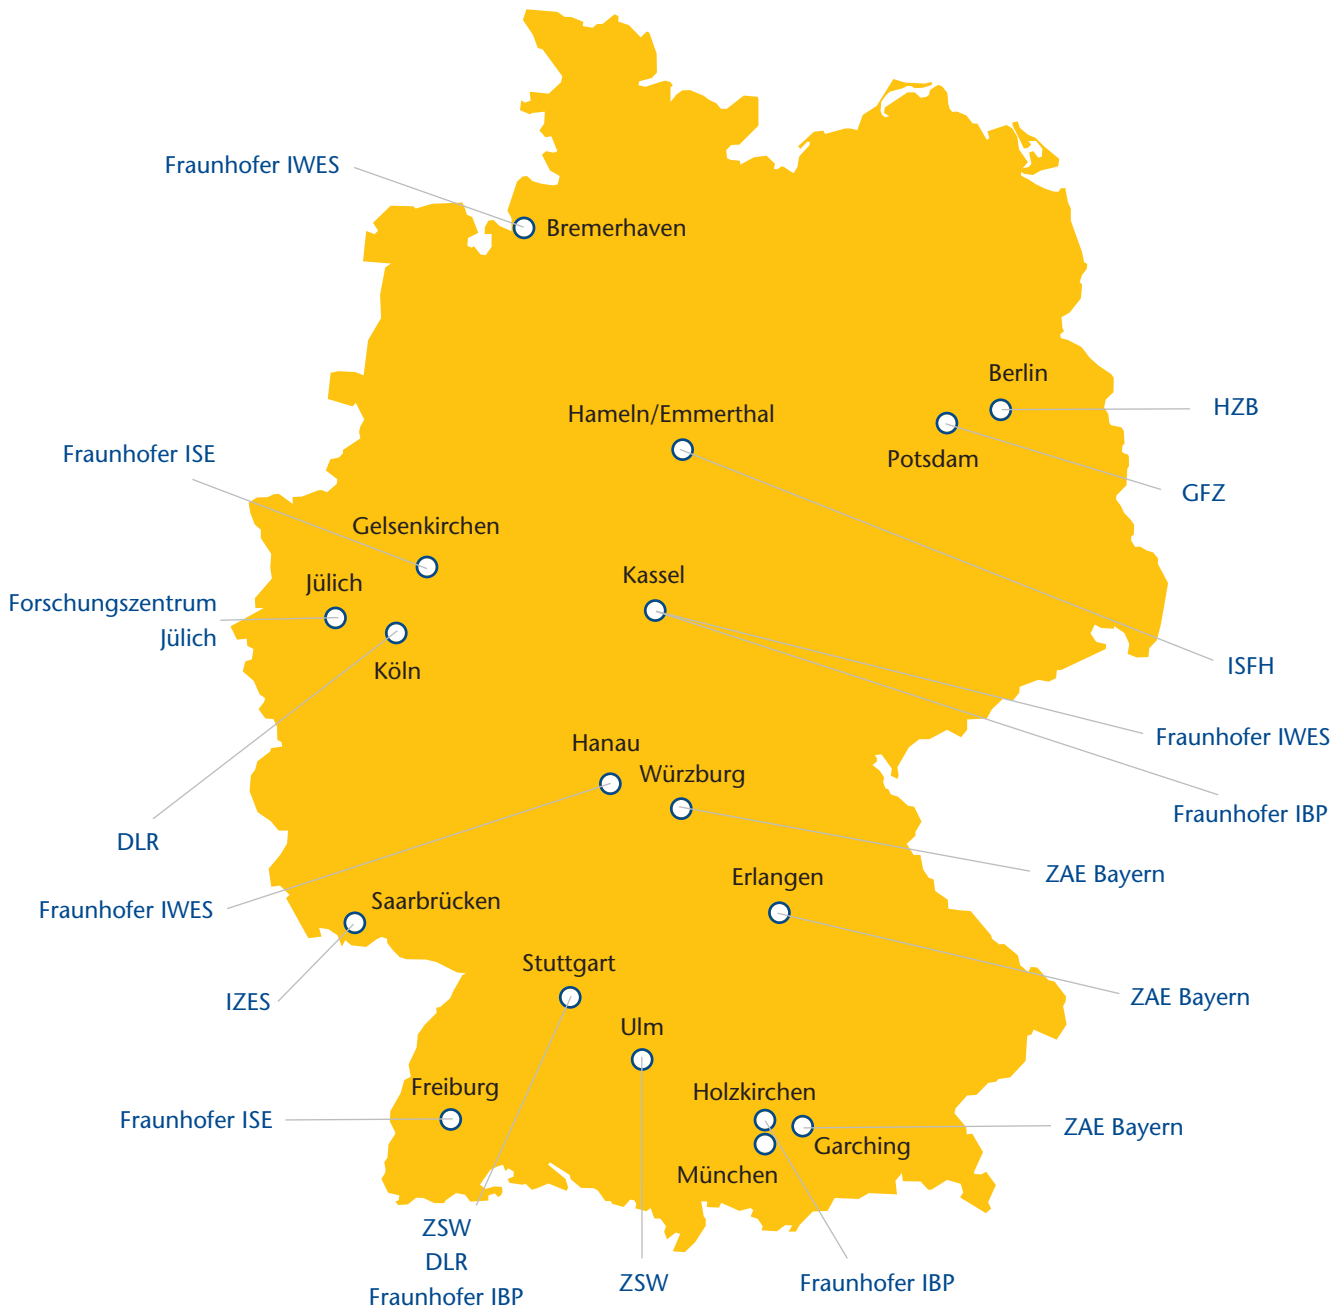 Fraunhofer IWES
Bremerhaven
Berlin
HZB
Hameln/Emmerthal
Fraunhofer ISE
Potsdam
GFZ
Gelsenkirchen
Jülich
Kassel
Forschungszentrum
Jülich
Köln
ISFH
Fraunhofer IWES
Hanau
Würzburg
Fraunhofer IBP
DLR
ZAE Bayern
Erlangen
Fraunhofer IWES
Saarbrücken
Stuttgart
IZES
ZAE Bayern
Ulm
Freiburg
Holzkirchen
Fraunhofer ISE
ZAE Bayern
Garching
München
ZSW
DLR
Fraunhofer IBP
ZSW
Fraunhofer IBP